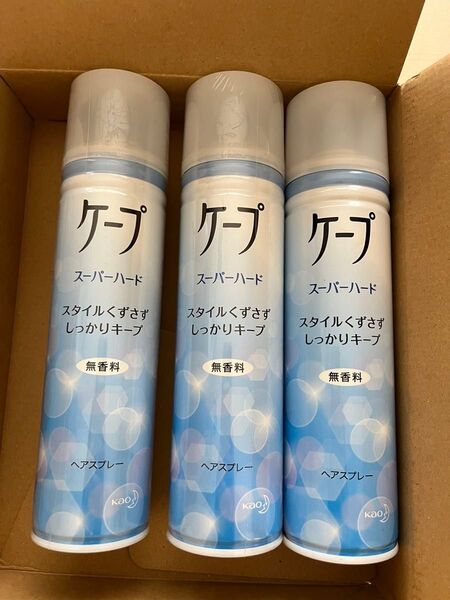 ケープ
スーパーハード
スタイルくずさず
しっかりキープ
無香料
ヘアスプレー
Kao
ケープ
スーパーハード
スタイルくずさず
しっかりキープ
無香料
ヘアスプレー
Kao
ケープ
スーパーハード
スタイルくずさず
しっかりキープ
無香料
ヘアスプレー
Kao